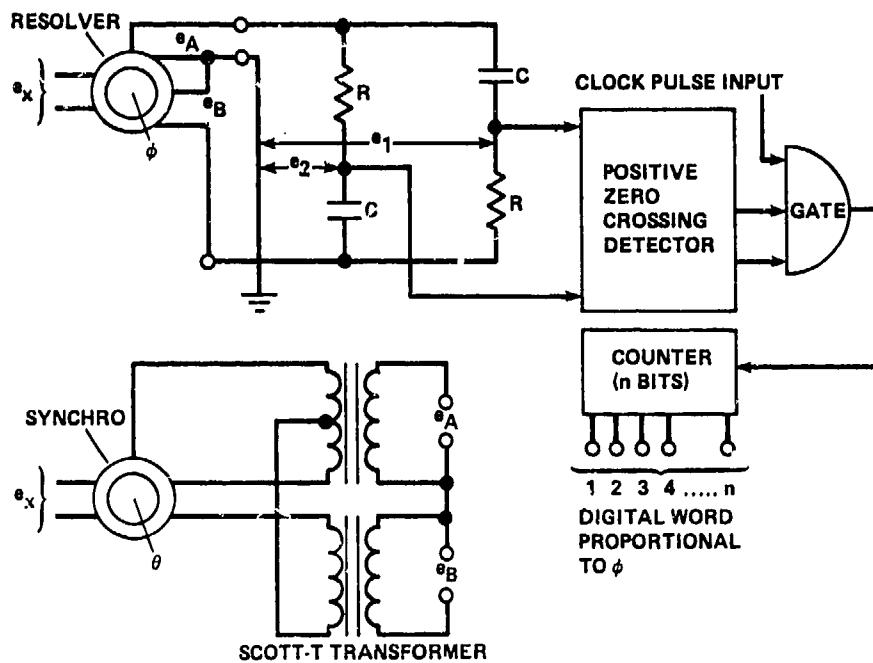 RESOLVER
eA
eB
ex
ϕ
R
C
e1
e2
C
R
CLOCK PULSE INPUT
POSITIVE
ZERO
CROSSING
DETECTOR
GATE
COUNTER
(n BITS)
1 2 3 4 ..... n
DIGITAL WORD
PROPORTIONAL
TO ϕ
SYNCHRO
ex
θ
eA
eB
SCOTT-T TRANSFORMER